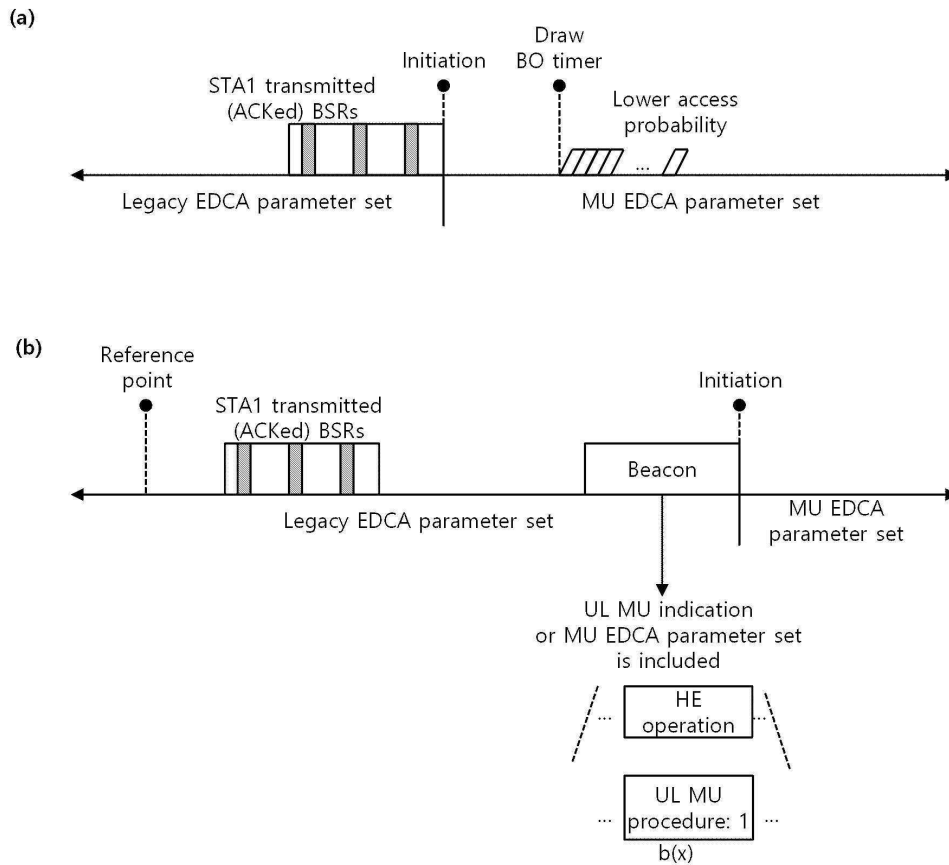 (a)
Draw
BO timer
Initiation
STA1 transmitted
(ACKed) BSRs
Lower access
probability
...
Legacy EDCA parameter set
MU EDCA parameter set
(b)
Reference
point
Initiation
STA1 transmitted
(ACKed) BSRs
Beacon
Legacy EDCA parameter set
MU EDCA
parameter set
UL MU indication
or MU EDCA parameter set
is included
... HE ...
operation
... UL MU ...
procedure: 1
b(x)